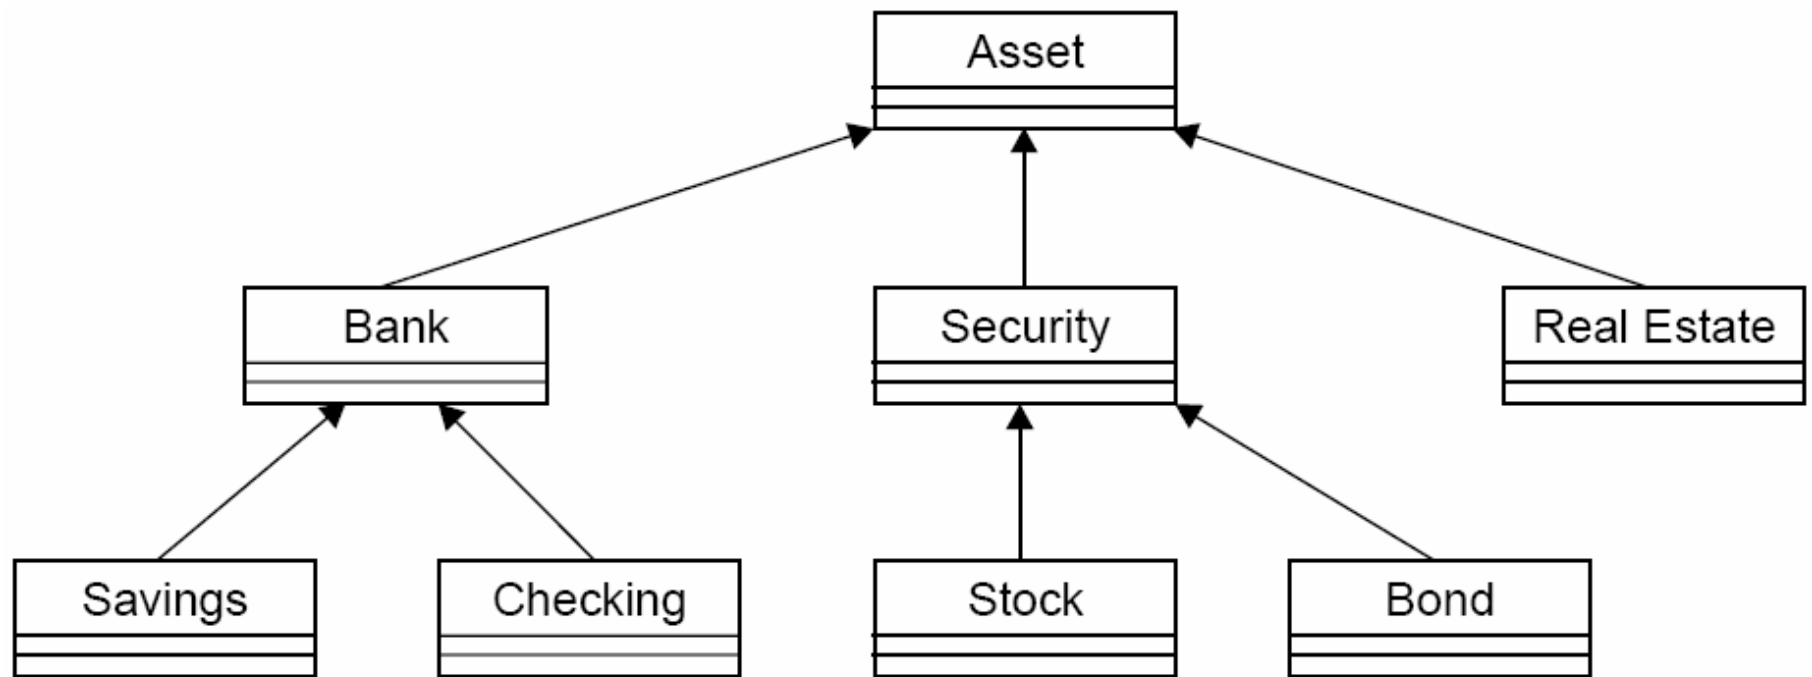 Asset
Bank
Security
Real Estate
Savings
Checking
Stock
Bond